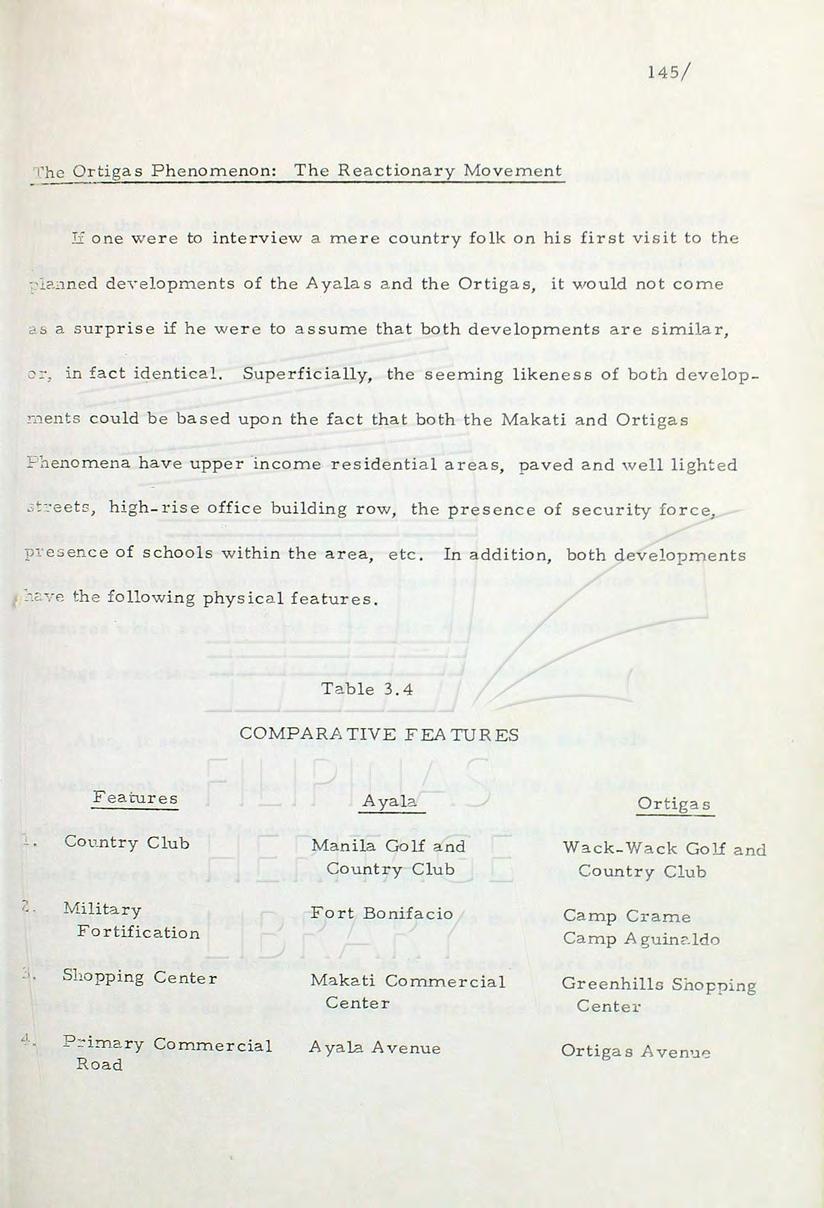 145/
The Ortigas Phenomenon: The Reactionary Movement
If one were to interview a mere country folk on his first visit to the
planned developments of the Ayalas and the Ortigas, it would not come
as a surprise if he were to assume that both developments are similar,
or, in fact identical. Superficially, the seeming likeness of both develop-
ments could be based upon the fact that both the Makati and Ortigas
Phenomena have upper income residential areas, paved and well lighted
streets, high-rise office building row, the presence of security force,
presence of schools within the area, etc. In addition, both developments
have the following physical features.
Table 3.4
COMPARATIVE FEATURES
Features Ayala Ortigas
1. Country Club Manila Golf and Wack-Wack Golf and
Country Club Country Club
2. Military Fort Bonifacio Camp Crame
Fortification Camp Aguinaldo
3. Shopping Center Makati Commercial Greenhills Shopping
Center Center
4. Primary Commercial Ayala Avenue Ortigas Avenue
Road
FILIPINAS
HERITAGE
LIBRARY